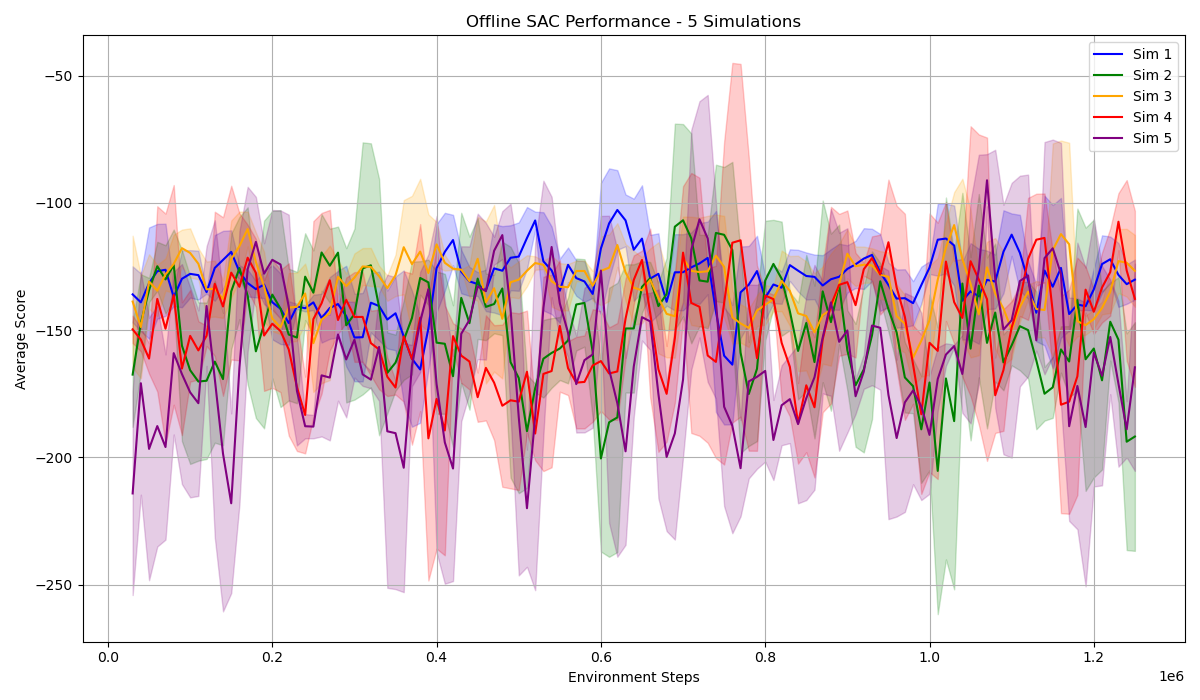 Offline SAC Performance - 5 Simulations
Sim 1
Sim 2
Sim 3
Sim 4
Sim 5
Average Score
−50
−100
−150
−200
−250
0.0 0.2 0.4 0.6 0.8 1.0 1.2
1e6
Environment Steps